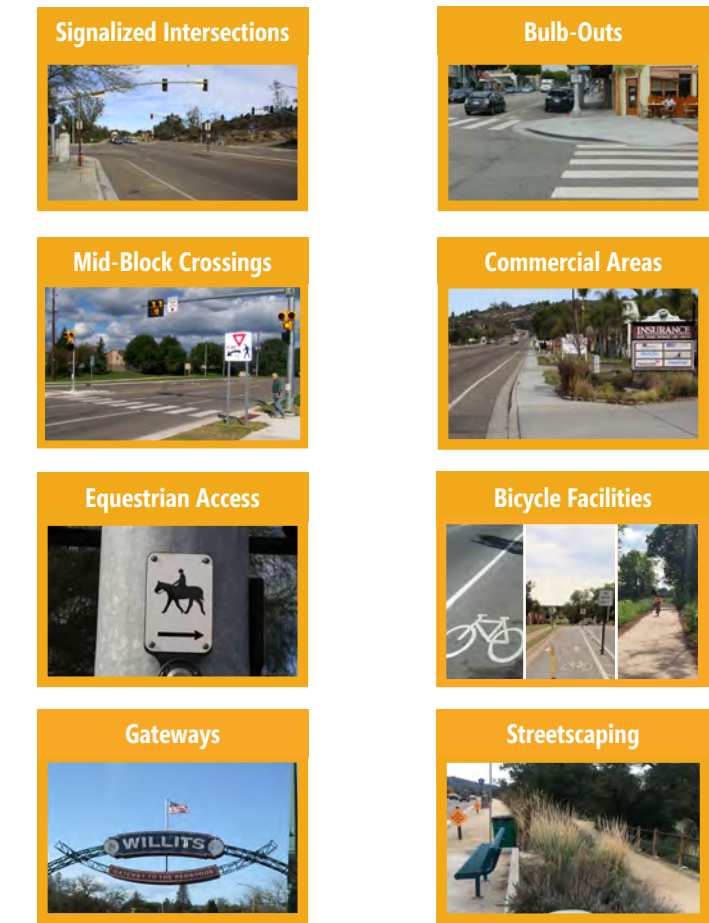 Signalized Intersections
Bulb-Outs
Mid-Block Crossings
Commercial Areas
INSURANCE
Equestrian Access
Bicycle Facilities
Gateways
WILLITS
GATEWAY TO THE REDWOODS
Streetscaping